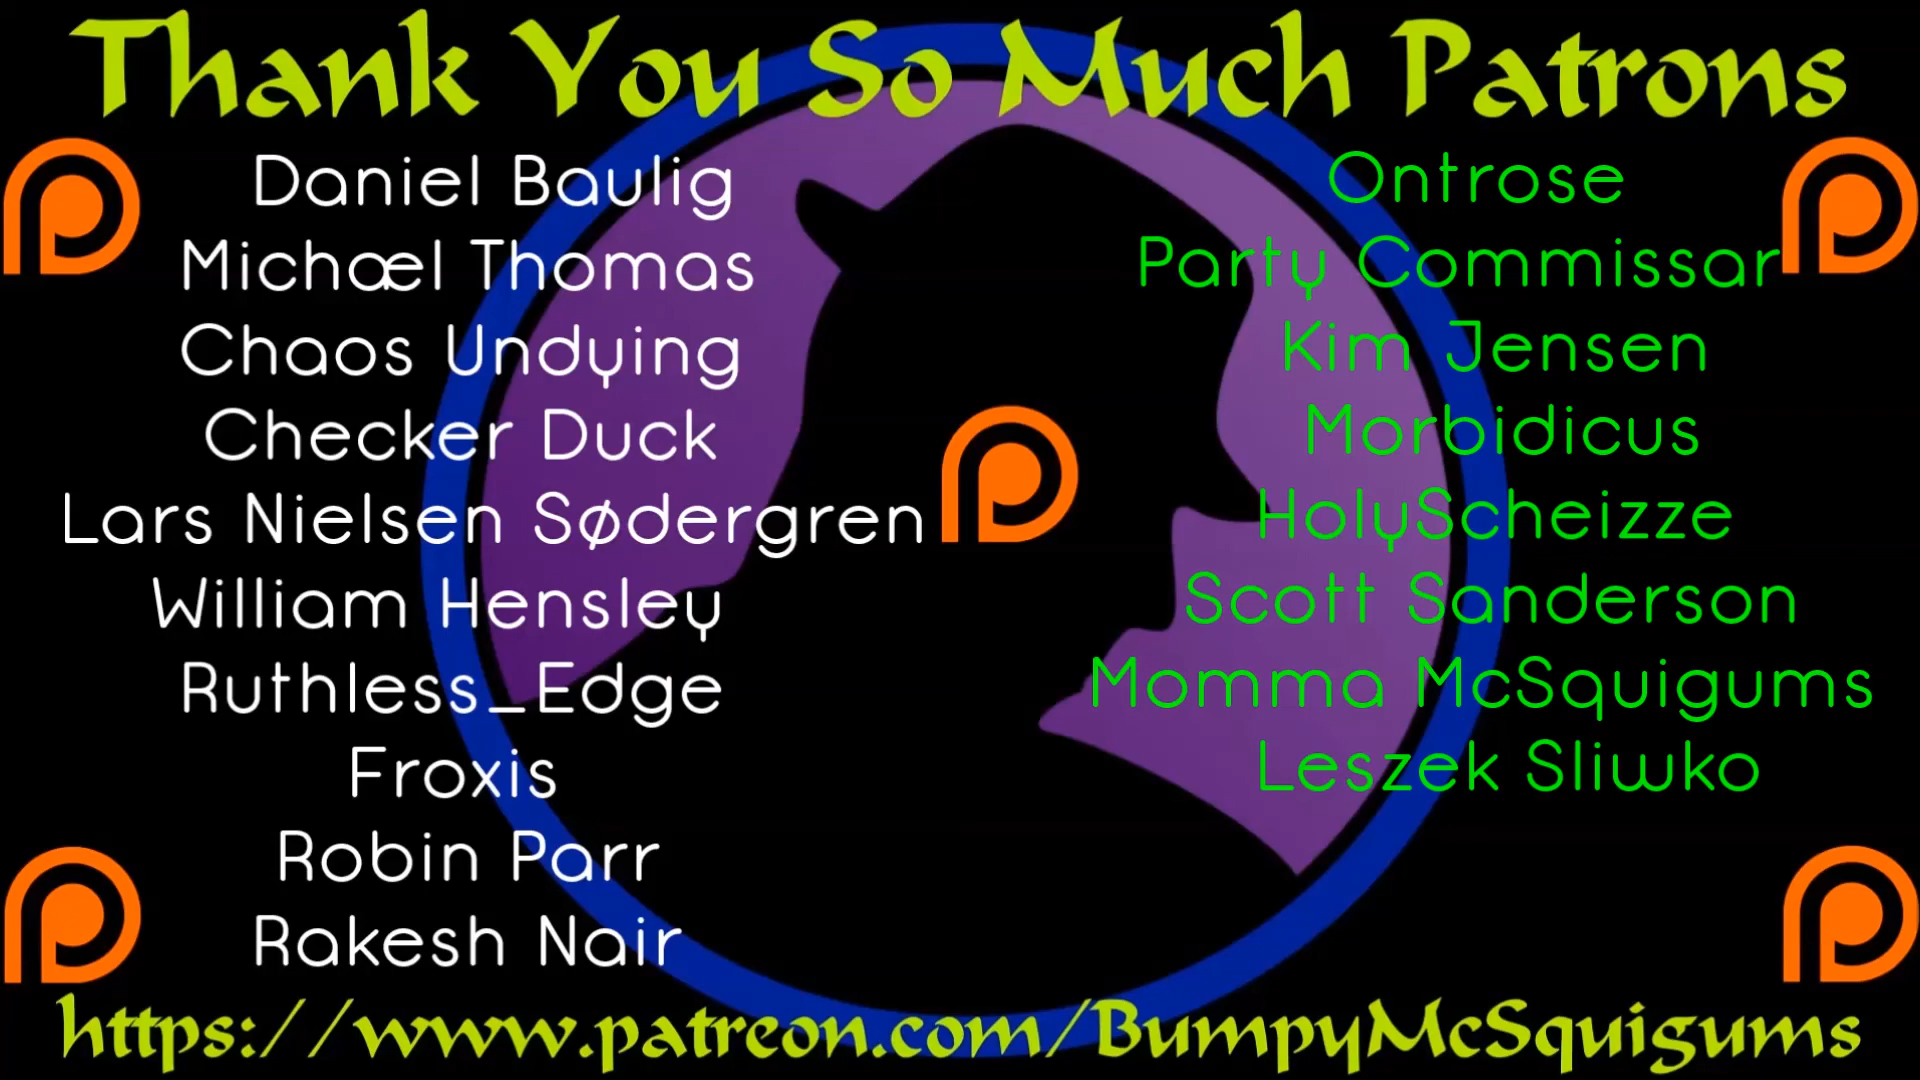 Thank You So Much Patrons
Daniel Baulig
Michael Thomas
Chaos Undying
Checker Duck
Lars Nielsen Sødergren
William Hensley
Ruthless_Edge
Froxis
Robin Parr
Rakesh Nair
Ontrose
Party Commissar
Kim Jensen
Morbidicus
HolyScheizze
Scott Sanderson
Momma McSquigums
Leszek Sliwko
https://www.patreon.com/BumpyMcSquigums